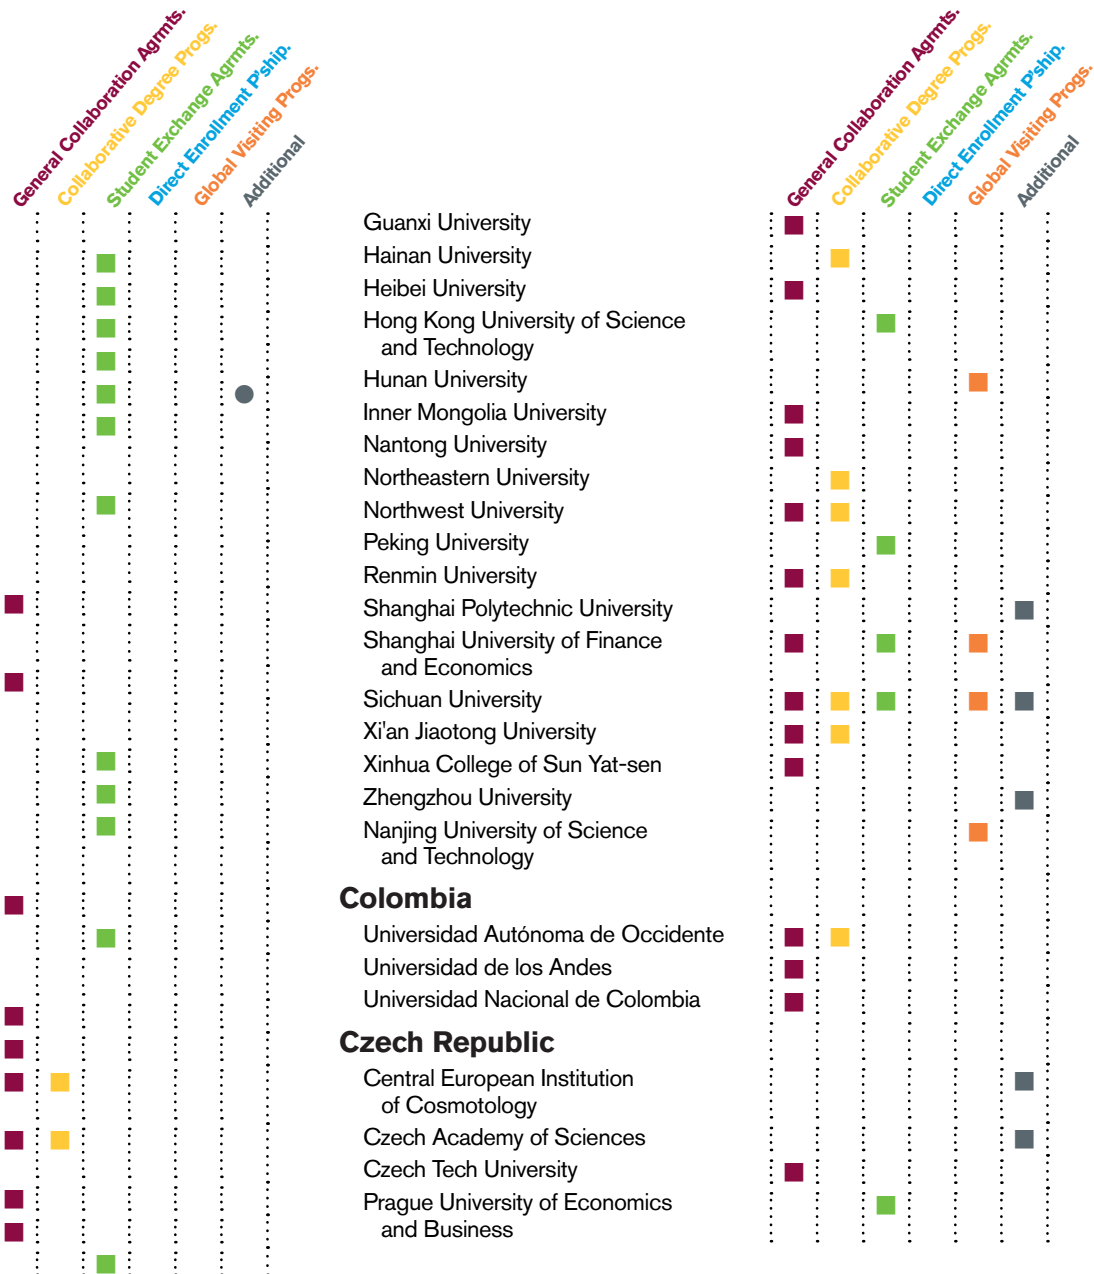 General Collaboration Agrmts.
Collaborative Degree Progs.
Student Exchange Agrmts.
Direct Enrollment P'ship.
Global Visiting Progs.
Additional
General Collaboration Agrmts.
Collaborative Degree Progs.
Student Exchange Agrmts.
Direct Enrollment P'ship.
Global Visiting Progs.
Additional
Guanxi University
Hainan University
Heibei University
Hong Kong University of Science
and Technology
Hunan University
Inner Mongolia University
Nantong University
Northeastern University
Northwest University
Peking University
Renmin University
Shanghai Polytechnic University
Shanghai University of Finance
and Economics
Sichuan University
Xi'an Jiaotong University
Xinhua College of Sun Yat-sen
Zhengzhou University
Nanjing University of Science
and Technology
Colombia
Universidad Autónoma de Occidente
Universidad de los Andes
Universidad Nacional de Colombia
Czech Republic
Central European Institution
of Cosmotology
Czech Academy of Sciences
Czech Tech University
Prague University of Economics
and Business